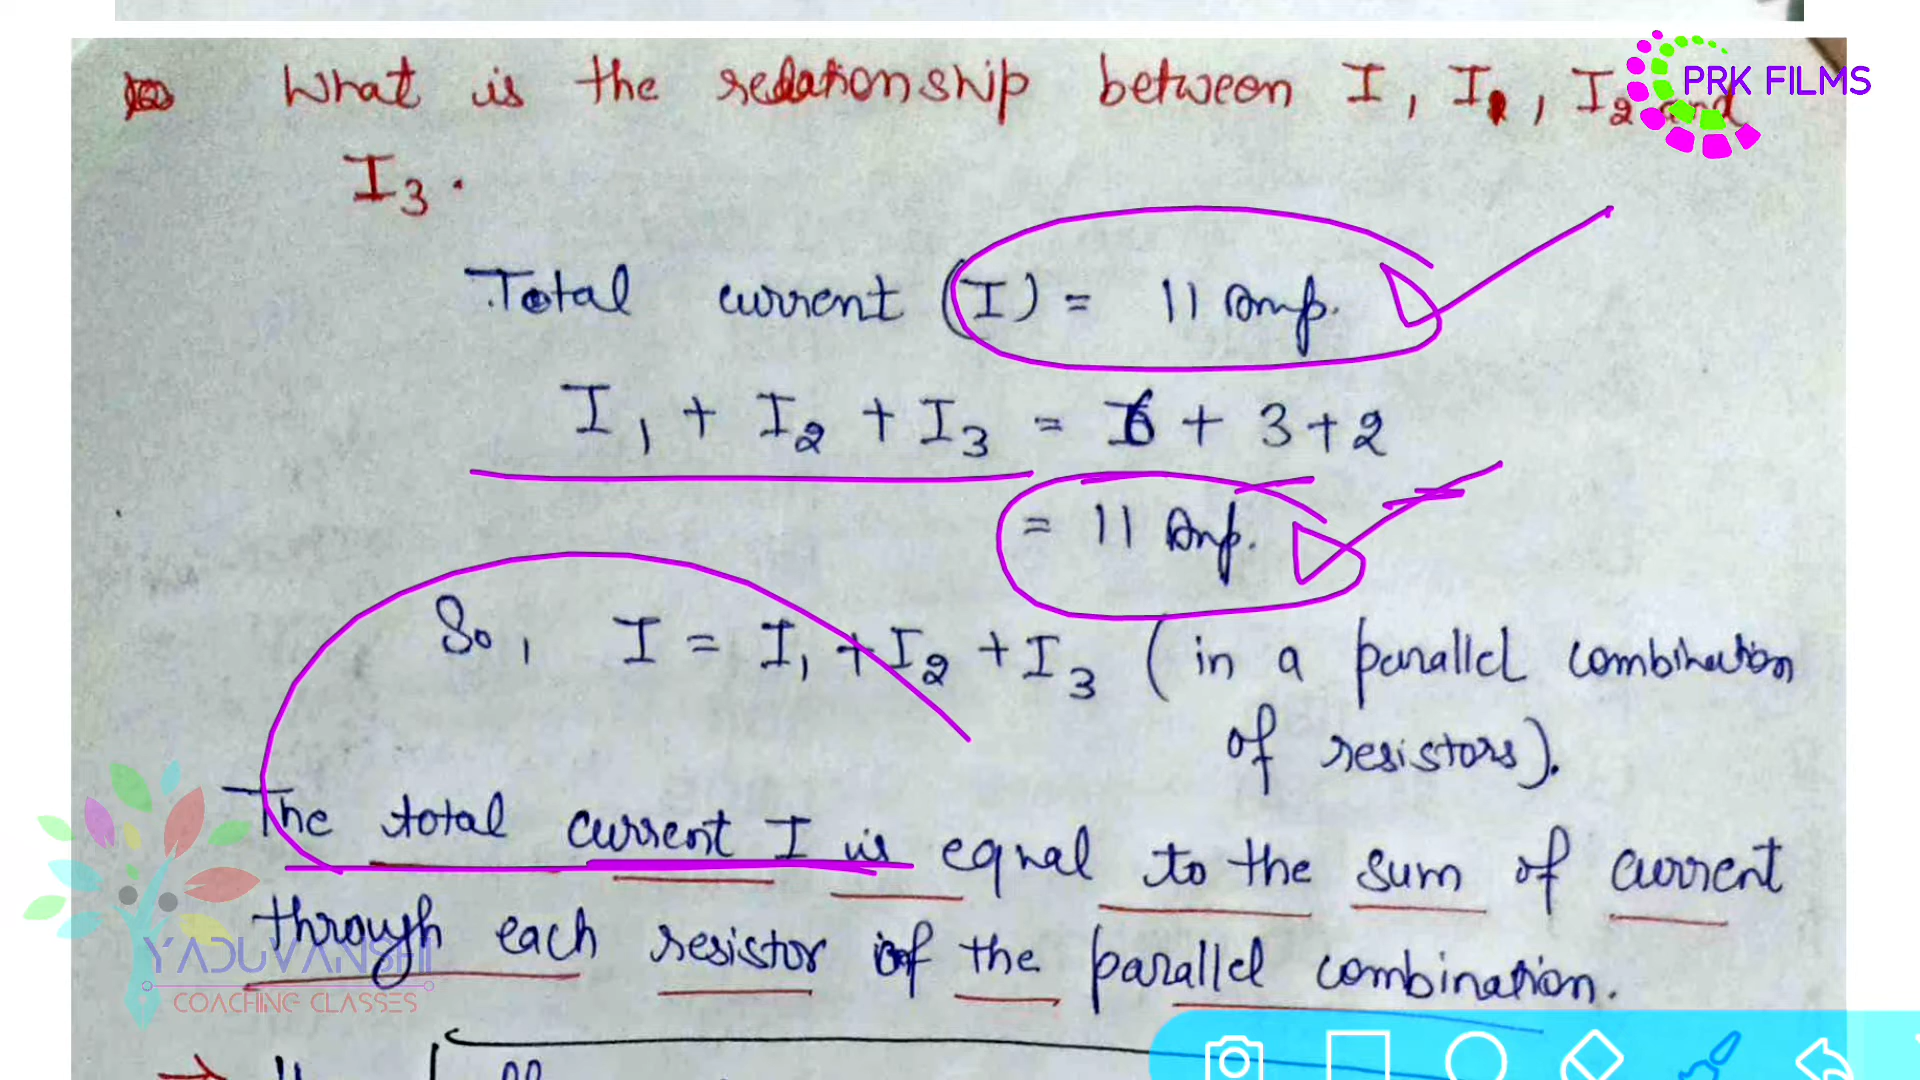 What is the relationship between I, I1, I2 and
PRK FILMS
I3.
Total current (I) = 11 Amp.
I1 + I2 + I3 = 6 + 3+2
= 11 Amp.
So, I = I1 + I2 + I3 (in a parallel combination
of resistors).
The total current I is equal to the sum of current
through each resistor of the parallel combination.
YADUVANSHI
COACHING CLASSES